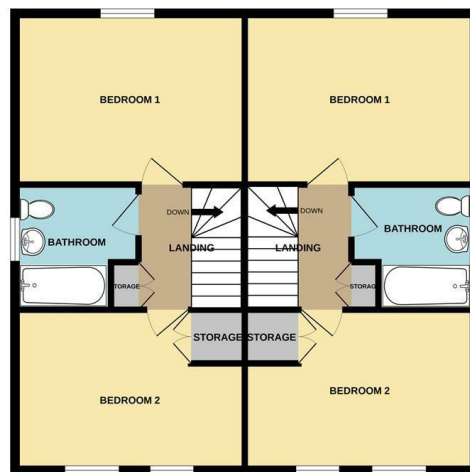 BEDROOM 1
BEDROOM 1
DOWN
DOWN
BATHROOM
LANDING
LANDING
BATHROOM
STORAGE
STORAG
STORAGE
STORAGE
BEDROOM 2
BEDROOM 2